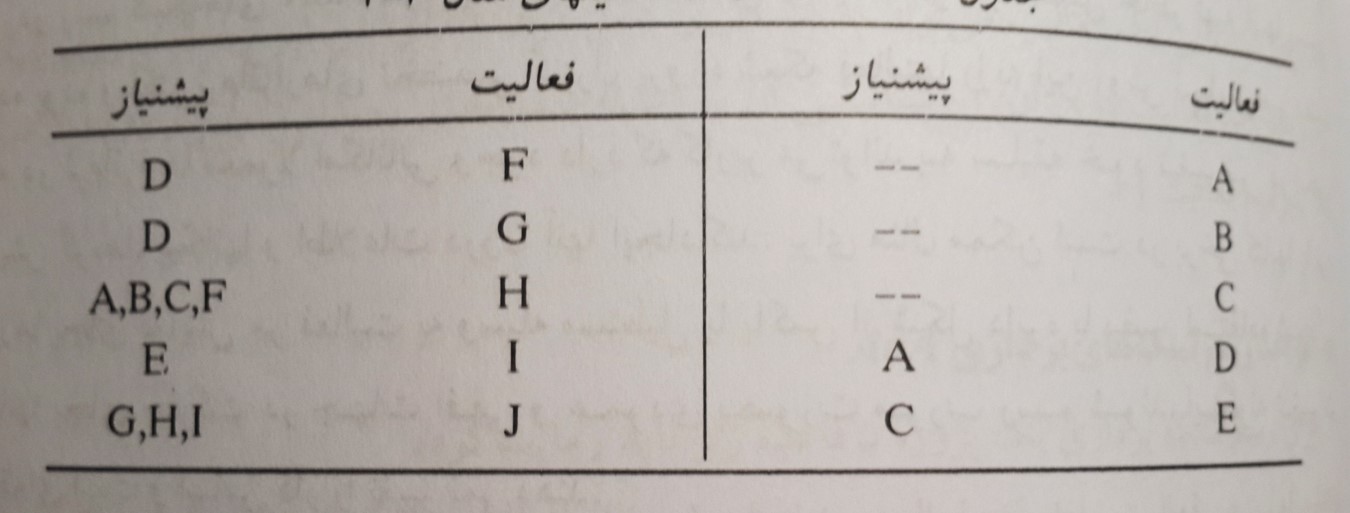 فعالیت پیشنیاز فعالیت پیشنیاز
A -- F D
B -- G D
C -- H A,B,C,F
D A I E
E C J G,H,I